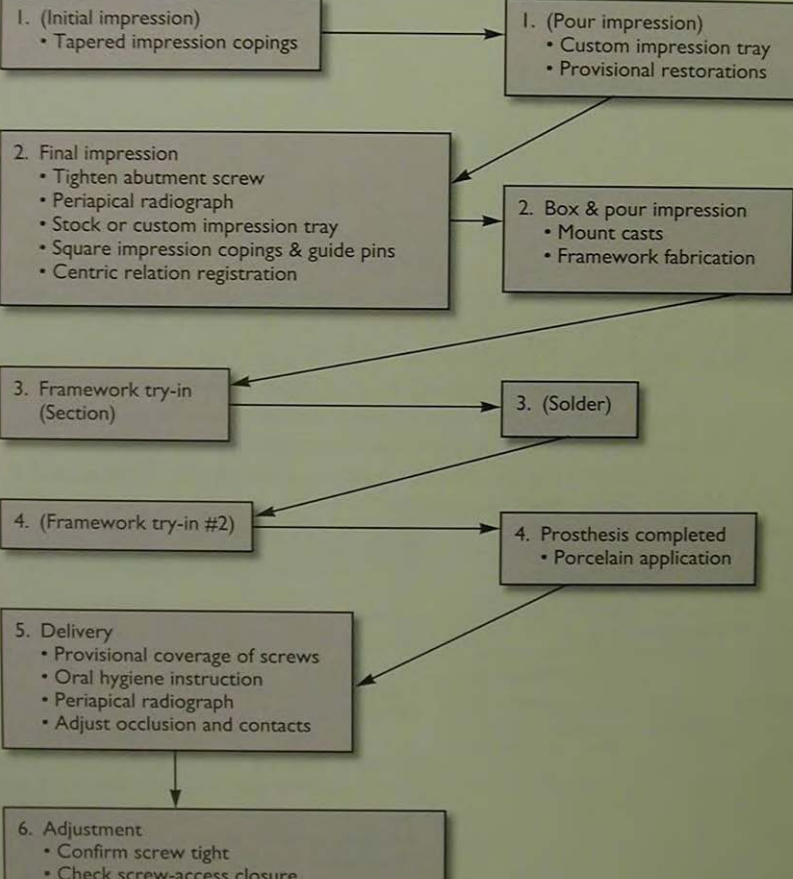 1. (Initial impression)
• Tapered impression copings
1. (Pour impression)
• Custom impression tray
• Provisional restorations
2. Final impression
• Tighten abutment screw
• Periapical radiograph
• Stock or custom impression tray
• Square impression copings & guide pins
• Centric relation registration
2. Box & pour impression
• Mount casts
• Framework fabrication
3. Framework try-in
(Section)
3. (Solder)
4. (Framework try-in #2)
4. Prosthesis completed
• Porcelain application
5. Delivery
• Provisional coverage of screws
• Oral hygiene instruction
• Periapical radiograph
• Adjust occlusion and contacts
6. Adjustment
• Confirm screw tight
• Check screw-access closure